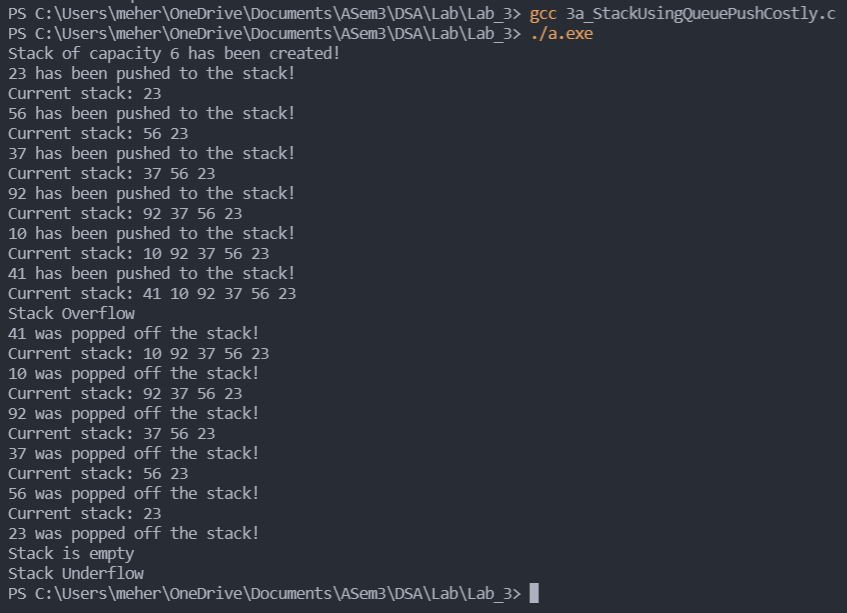 PS C:\Users\meher\OneDrive\Documents\ASem3\DSA\Lab\Lab_3> gcc 3a_StackUsingQueuePushCostly.c
PS C:\Users\meher\OneDrive\Documents\ASem3\DSA\Lab\Lab_3> ./a.exe
Stack of capacity 6 has been created!
23 has been pushed to the stack!
Current stack: 23
56 has been pushed to the stack!
Current stack: 56 23
37 has been pushed to the stack!
Current stack: 37 56 23
92 has been pushed to the stack!
Current stack: 92 37 56 23
10 has been pushed to the stack!
Current stack: 10 92 37 56 23
41 has been pushed to the stack!
Current stack: 41 10 92 37 56 23
Stack Overflow
41 was popped off the stack!
Current stack: 10 92 37 56 23
10 was popped off the stack!
Current stack: 92 37 56 23
92 was popped off the stack!
Current stack: 37 56 23
37 was popped off the stack!
Current stack: 56 23
56 was popped off the stack!
Current stack: 23
23 was popped off the stack!
Stack is empty
Stack Underflow
PS C:\Users\meher\OneDrive\Documents\ASem3\DSA\Lab\Lab_3>